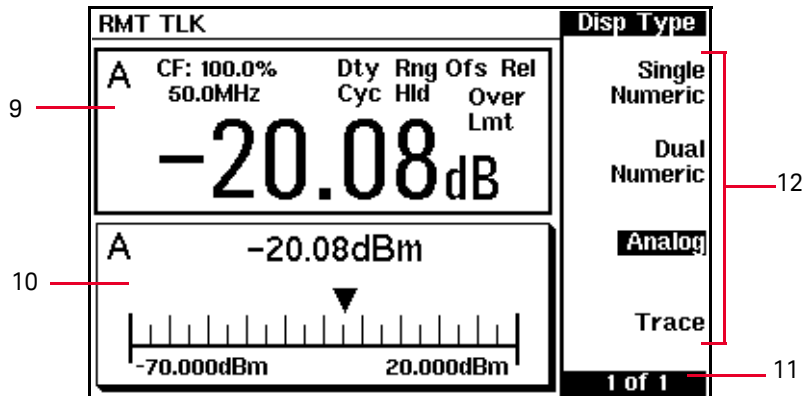 RMT TLK
Disp Type
A
CF: 100.0%
50.0MHz
Dty Rng Ofs Rel
Cyc Hld Over
Lmt
-20.08dB
9
Single
Numeric
Dual
Numeric
Analog
Trace
12
A
-20.08dBm
-70.000dBm
20.000dBm
10
1 of 1
11